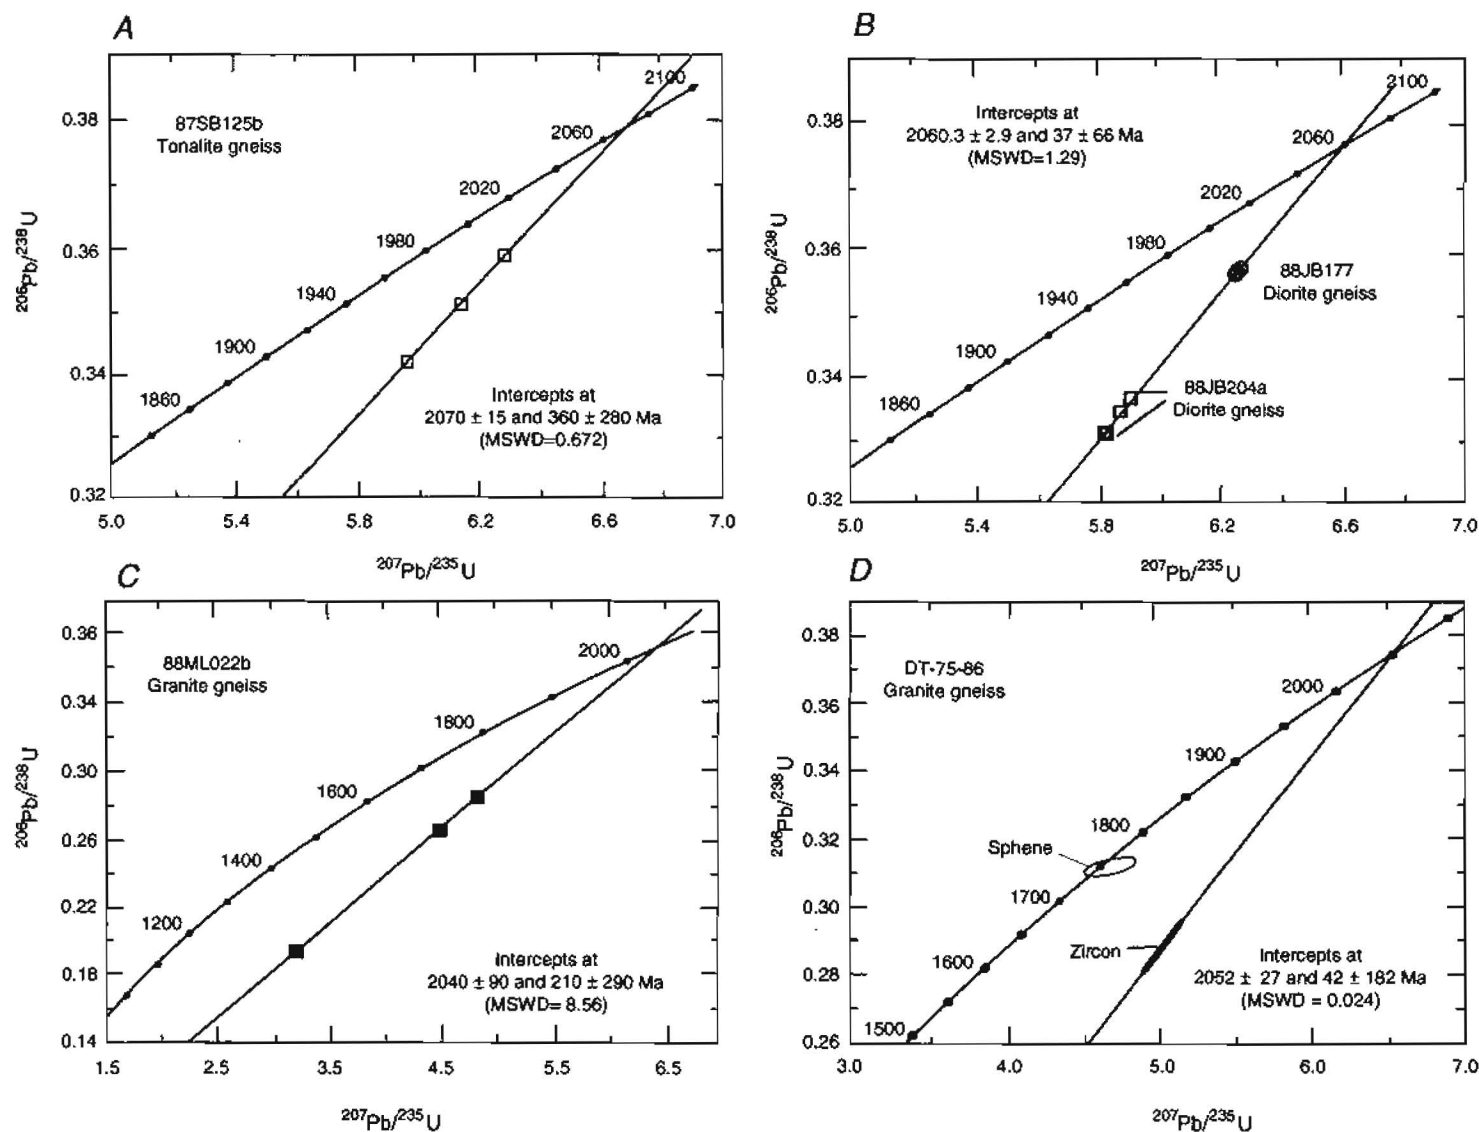 A
87SB125b
Tonalite gneiss
2100
2060
2020
1980
1940
1900
1860
Intercepts at
2070 ± 15 and 360 ± 280 Ma
(MSWD=0.672)
0.38
0.36
0.34
0.32
206Pb/238U
5.0 5.4 5.8 6.2 6.6 7.0
207Pb/235U
B
Intercepts at
2060.3 ± 2.9 and 37 ± 66 Ma
(MSWD=1.29)
2100
2060
2020
1980
1940
1900
1860
88JB177
Diorite gneiss
88JB204a
Diorite gneiss
0.38
0.36
0.34
0.32
206Pb/238U
5.0 5.4 5.8 6.2 6.6 7.0
207Pb/235U
C
88ML022b
Granite gneiss
2000
1800
1600
1400
1200
Intercepts at
2040 ± 90 and 210 ± 290 Ma
(MSWD= 8.56)
0.36
0.34
0.30
0.26
0.22
0.18
0.14
206Pb/238U
1.5 2.5 3.5 4.5 5.5 6.5
207Pb/235U
D
DT-75-86
Granite gneiss
2000
1900
1800
Sphene
1700
1600
1500
Zircon
Intercepts at
2052 ± 27 and 42 ± 182 Ma
(MSWD = 0.024)
0.38
0.36
0.34
0.32
0.30
0.28
0.26
206Pb/238U
3.0 4.0 5.0 6.0 7.0
207Pb/235U